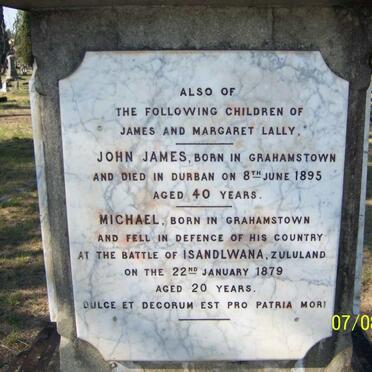 ALSO OF
THE FOLLOWING CHILDREN OF
JAMES AND MARGARET LALLY,
JOHN JAMES, BORN IN GRAHAMSTOWN
AND DIED IN DURBAN ON 8TH JUNE 1895
AGED 40 YEARS.
MICHAEL, BORN IN GRAHAMSTOWN
AND FELL IN DEFENCE OF HIS COUNTRY
AT THE BATTLE OF ISANDLWANA, ZULULAND
ON THE 22ND JANUARY 1879
AGED 20 YEARS.
DULCE ET DECORUM EST PRO PATRIA MORI